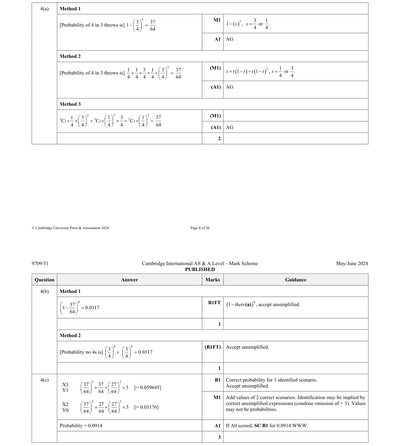 4(a)
Method 1
[Probability of 4 in 3 throws is] 1 − (3/4)³ = 37/64
M1
1 − (s)³, s = 3/4 or 1/4.
A1 AG
Method 2
[Probability of 4 in 3 throws is] 1/4 + 1/4 × 3/4 + 1/4 × (3/4)² = 37/64
(M1)
t + t(1 − t) + t(1 − t)², t = 1/4 or 3/4.
(A1) AG
Method 3
³C₁ × 1/4 × (3/4)² + ³C₂ × (1/4)² × 3/4 + ³C₃ × (1/4)³ = 37/64
(M1)
(A1) AG
2
© Cambridge University Press & Assessment 2024 Page 8 of 20
9709/51 Cambridge International AS & A Level – Mark Scheme May/June 2024
PUBLISHED
Question Answer Marks Guidance
4(b) Method 1
(1 − 37/64)⁴ = 0.0317
B1FT
accept unsimplified.
1
Method 2
= 0.0317
[Probability no 4s is]
(B1FT) Accept unsimplified.
1
4(c)
X3
Y1
(37/64)³ × 37/64 × (27/64)³ × 3 [= 0.059645]
B1 Correct probability for 1 identified scenario.
Accept unsimplified.
X2
Y0
× 3 [= 0.03176]
M1 Add values of 2 correct scenarios. Identification may be implied by
correct unsimplified expressions (condone omission of × 3). Values
may not be probabilities.
Probability = 0.0914 A1 If A0 scored, SC B1 for 0.0914 WWW.
3